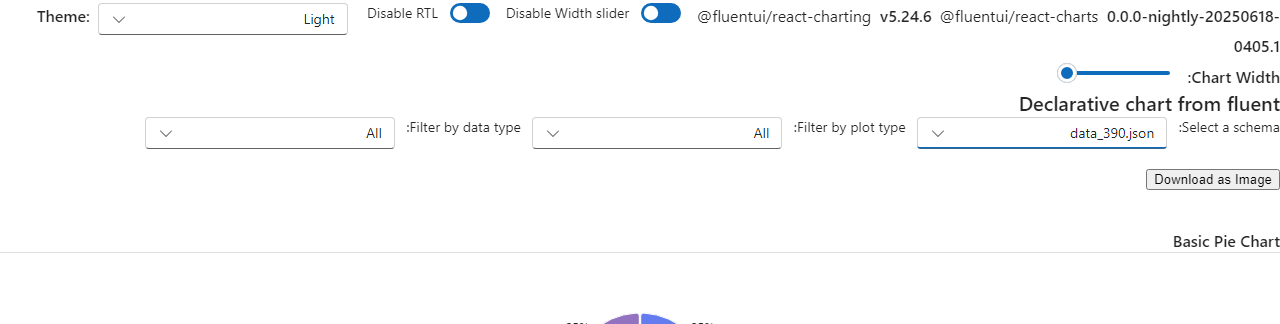 Theme: Light Disable RTL Disable Width slider @fluentui/react-charting v5.24.6 @fluentui/react-charts 0.0.0-nightly-20250618-
0405.1
:Chart Width
Declarative chart from fluent
:Select a schema data_390.json :Filter by plot type All :Filter by data type All
Download as Image
Basic Pie Chart